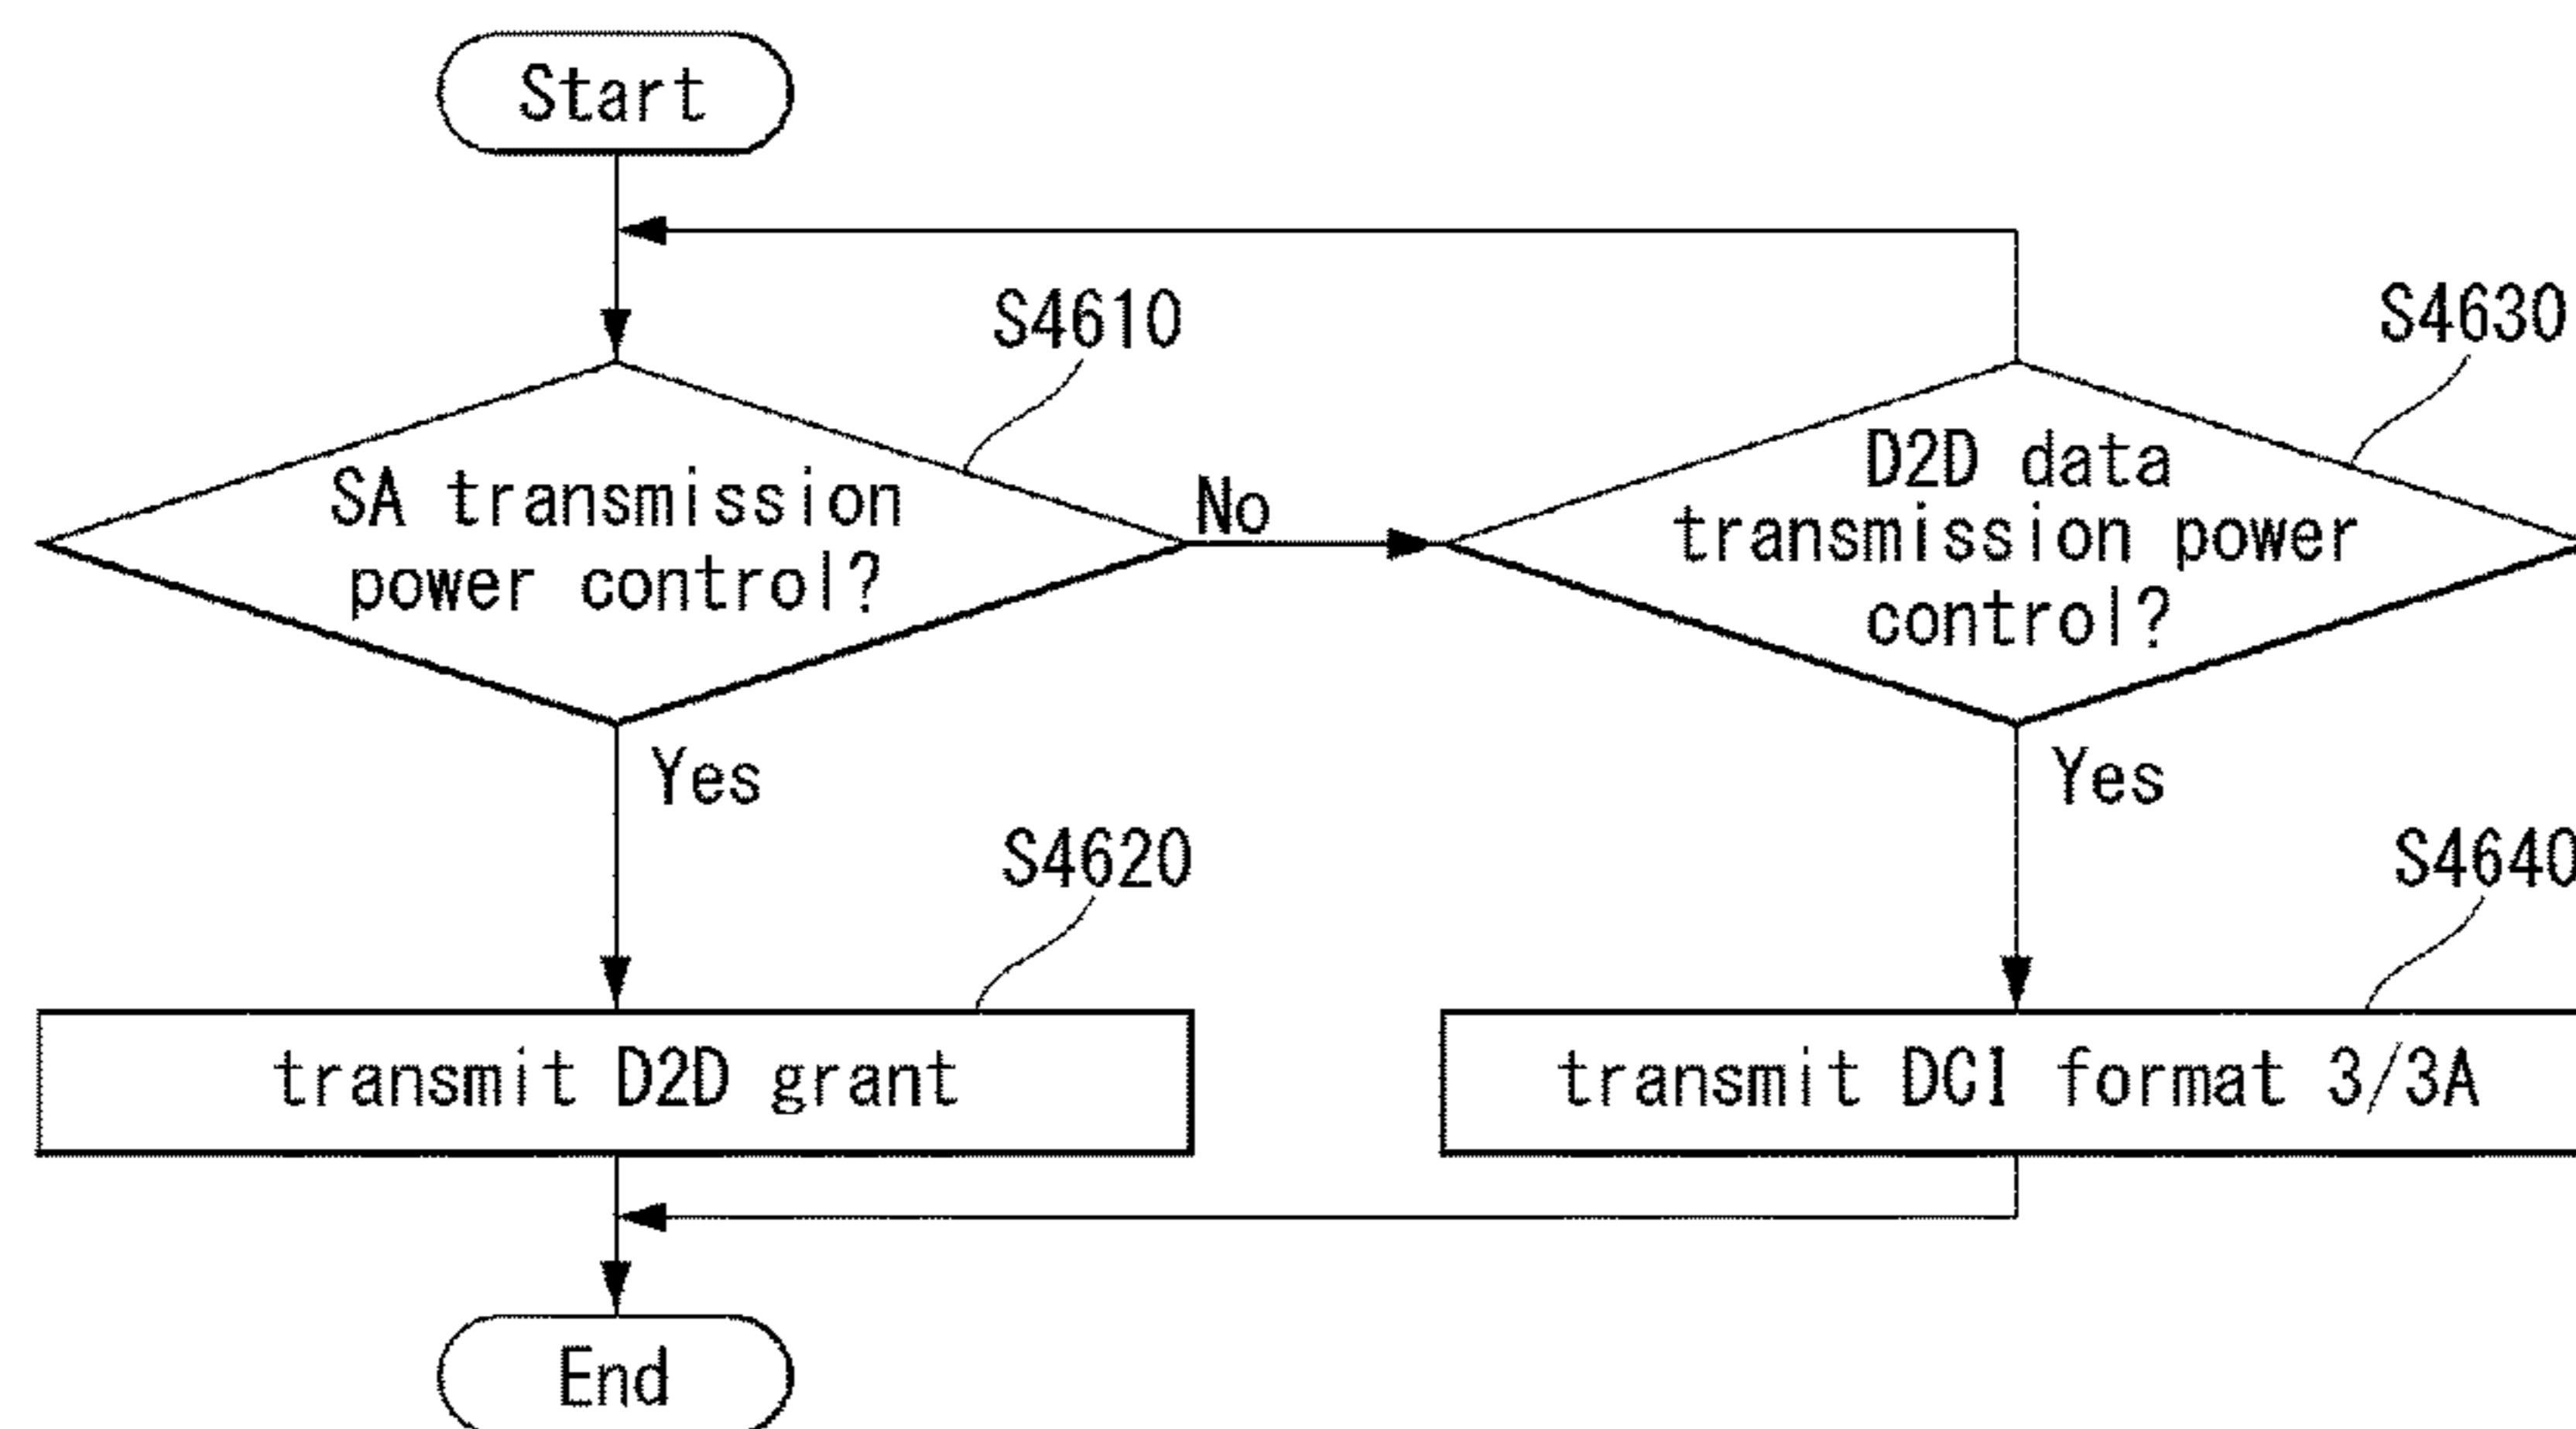 Start
S4610
S4630
SA transmission
power control?
No
D2D data
transmission power
control?
Yes
Yes
S4620
S4640
transmit D2D grant
transmit DCI format 3/3A
End